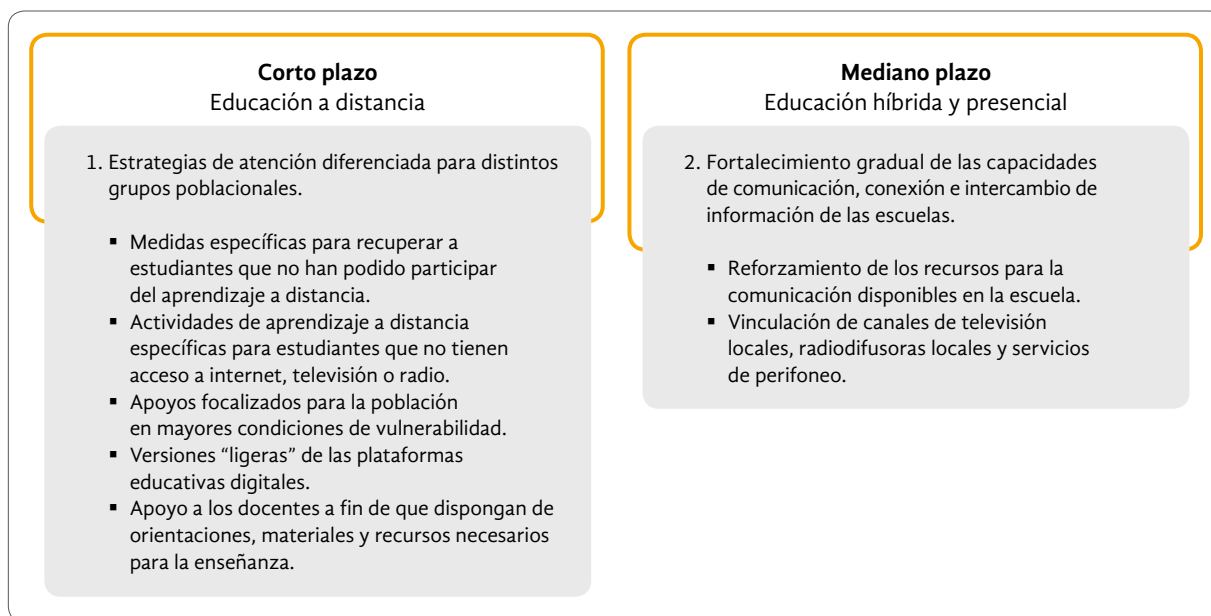 Corto plazo
Educación a distancia
1. Estrategias de atención diferenciada para distintos
grupos poblacionales.
▪ Medidas específicas para recuperar a
estudiantes que no han podido participar
del aprendizaje a distancia.
▪ Actividades de aprendizaje a distancia
específicas para estudiantes que no tienen
acceso a internet, televisión o radio.
▪ Apoyos focalizados para la población
en mayores condiciones de vulnerabilidad.
▪ Versiones “ligeras” de las plataformas
educativas digitales.
▪ Apoyo a los docentes a fin de que dispongan de
orientaciones, materiales y recursos necesarios
para la enseñanza.
Mediano plazo
Educación híbrida y presencial
2. Fortalecimiento gradual de las capacidades
de comunicación, conexión e intercambio de
información de las escuelas.
▪ Reforzamiento de los recursos para la
comunicación disponibles en la escuela.
▪ Vinculación de canales de televisión
locales, radiodifusoras locales y servicios
de perifoneo.